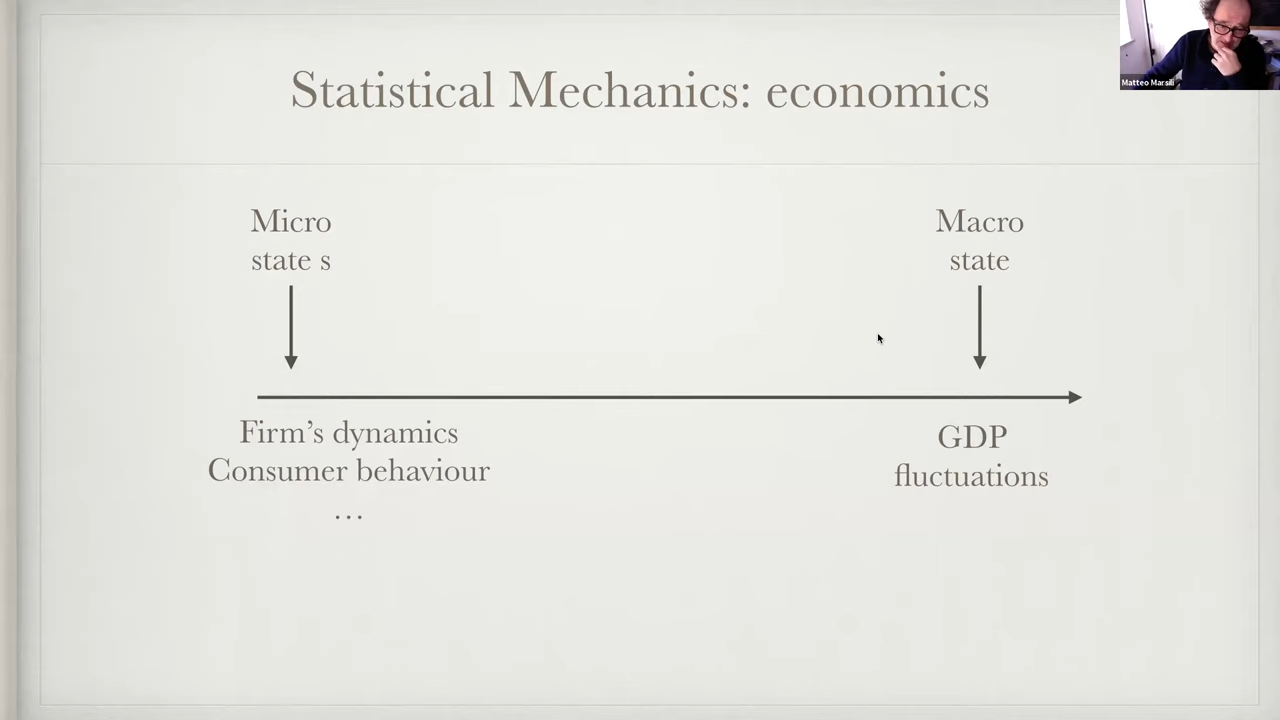 Statistical Mechanics: economics
Matteo Marsili
Micro
state s
Macro
state
Firm's dynamics
Consumer behaviour
...
GDP
fluctuations